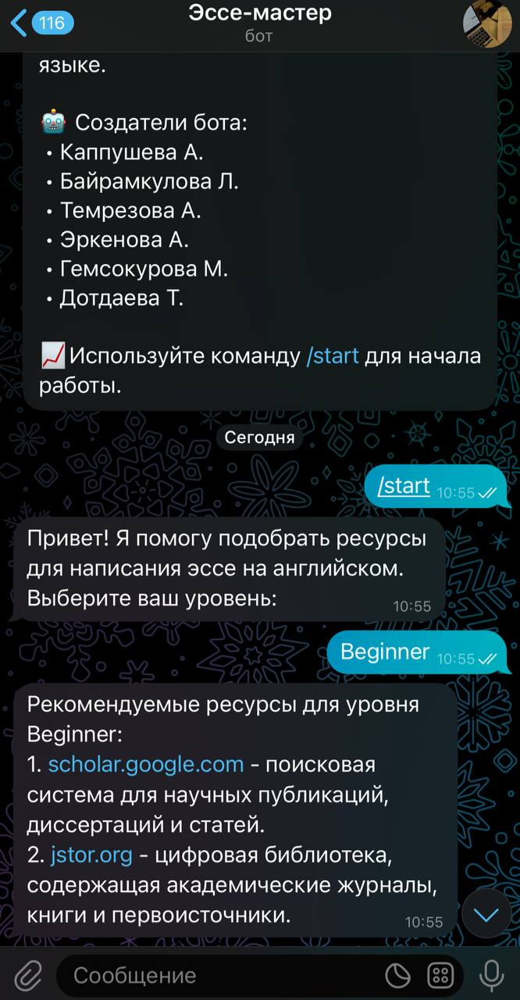 116
Эссе-мастер
бот
языке.
🤖 Создатели бота:
• Каппушева А.
• Байрамкулова Л.
• Темрезова А.
• Эркенова А.
• Гемсокурова М.
• Дотдаева Т.
📈Используйте команду /start для начала
работы.
Сегодня
/start 10:55
Привет! Я помогу подобрать ресурсы
для написания эссе на английском.
Выберите ваш уровень:
10:55
Beginner 10:55
Рекомендуемые ресурсы для уровня
Beginner:
1. scholar.google.com - поисковая
система для научных публикаций,
диссертаций и статей.
2. jstor.org - цифровая библиотека,
содержащая академические журналы,
книги и первоисточники.
10:55
Сообщение